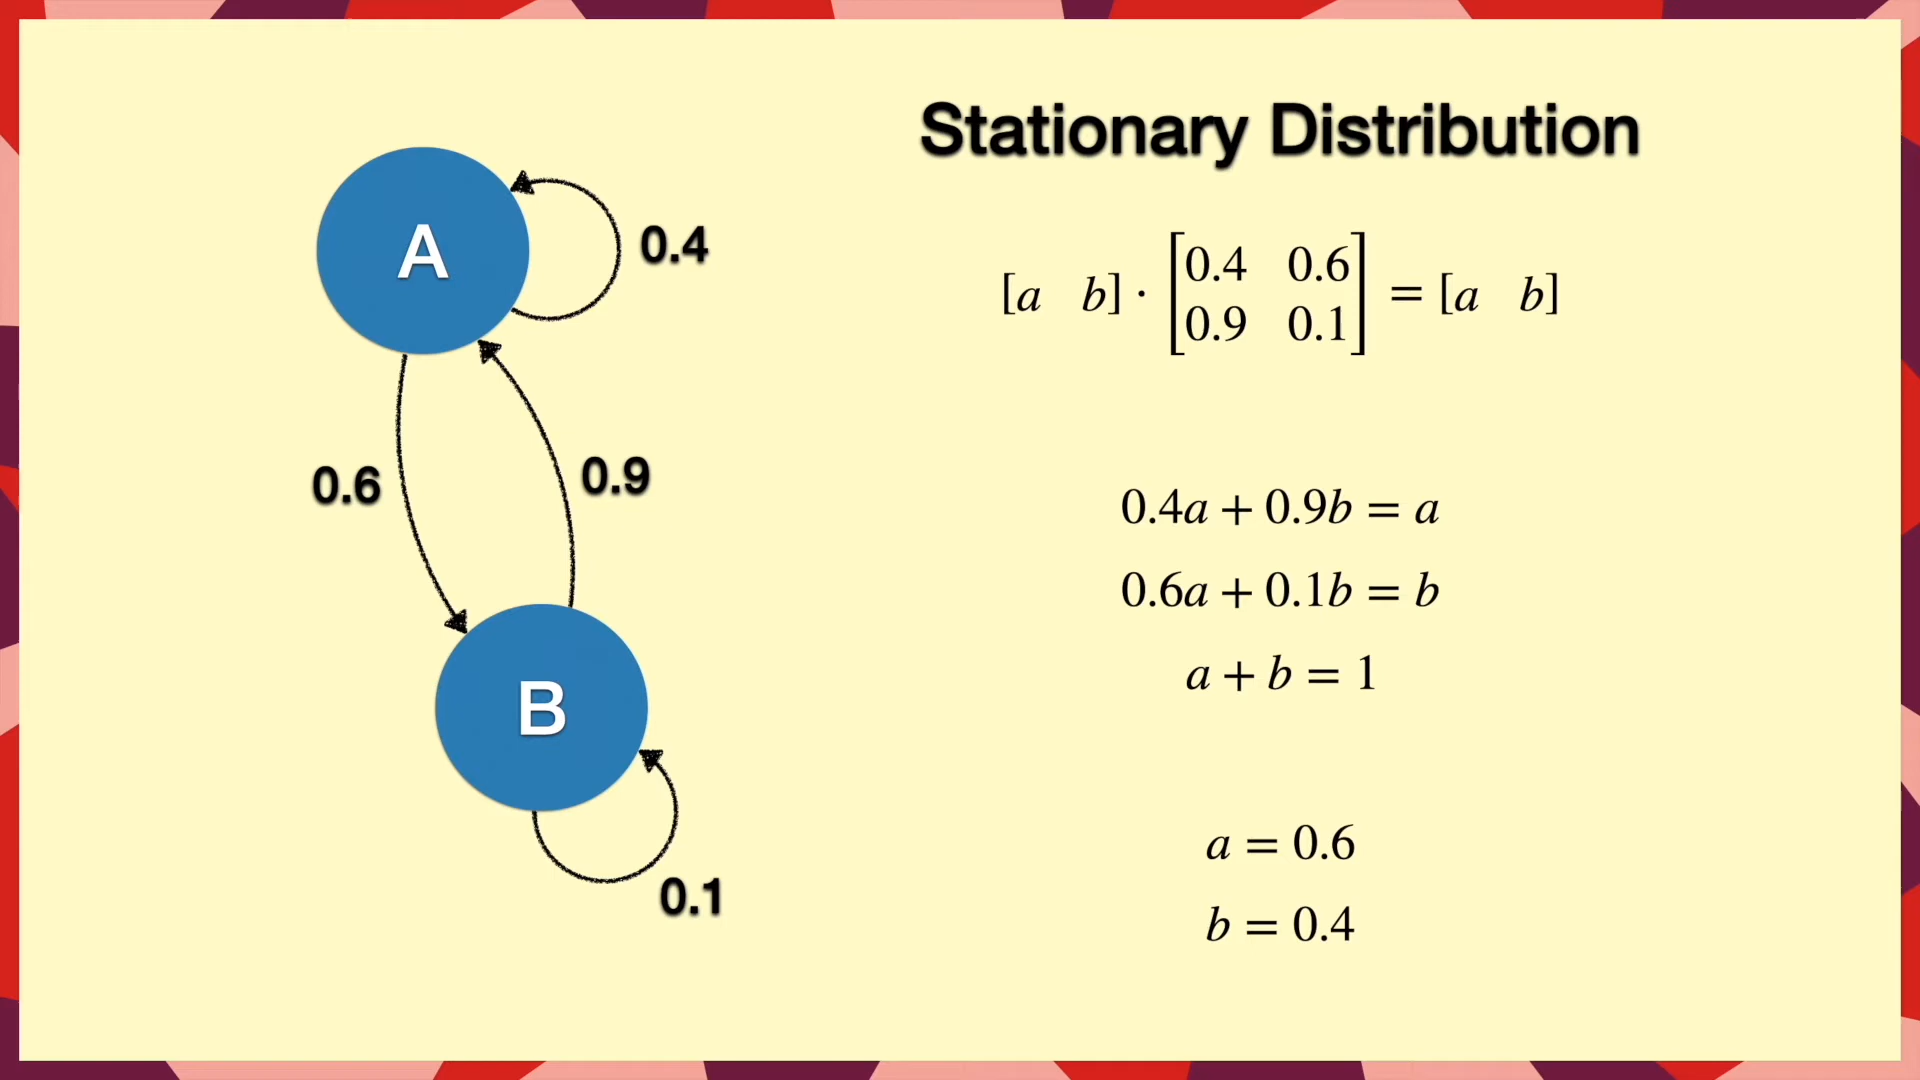 Stationary Distribution
A
0.4
[a b] · [0.4 0.6
0.9 0.1] = [a b]
0.6
0.9
0.4a + 0.9b = a
0.6a + 0.1b = b
a + b = 1
B
0.1
a = 0.6
b = 0.4